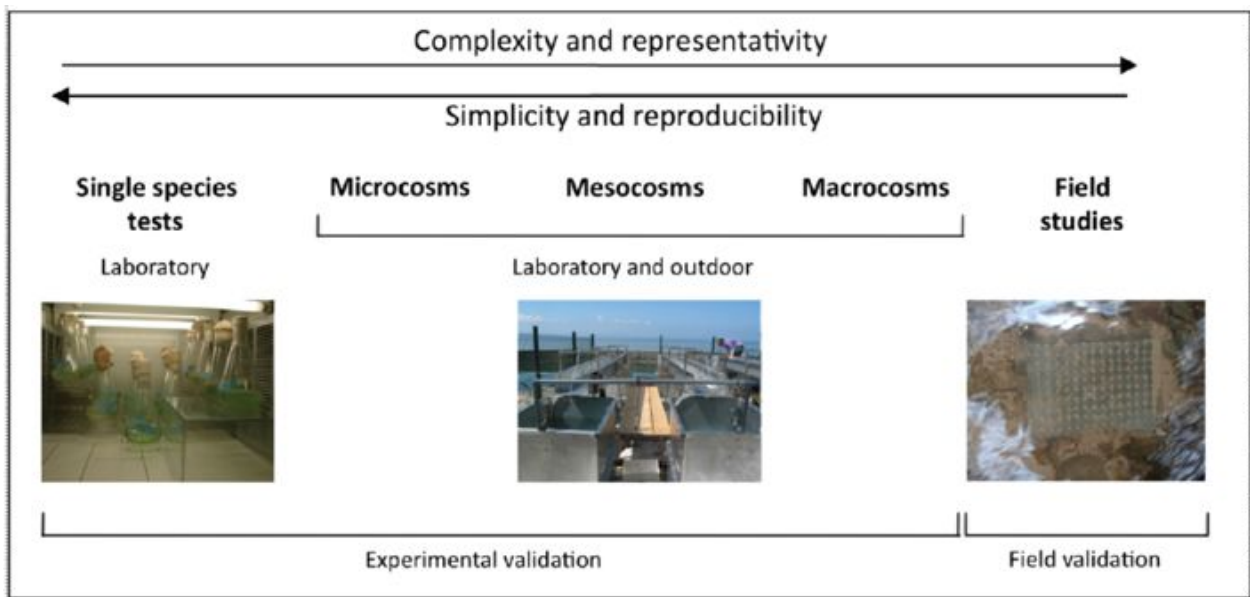 Complexity and representativity
Simplicity and reproducibility
Single species
tests
Microcosms
Mesocosms
Macrocosms
Field
studies
Laboratory
Laboratory and outdoor
Experimental validation
Field validation